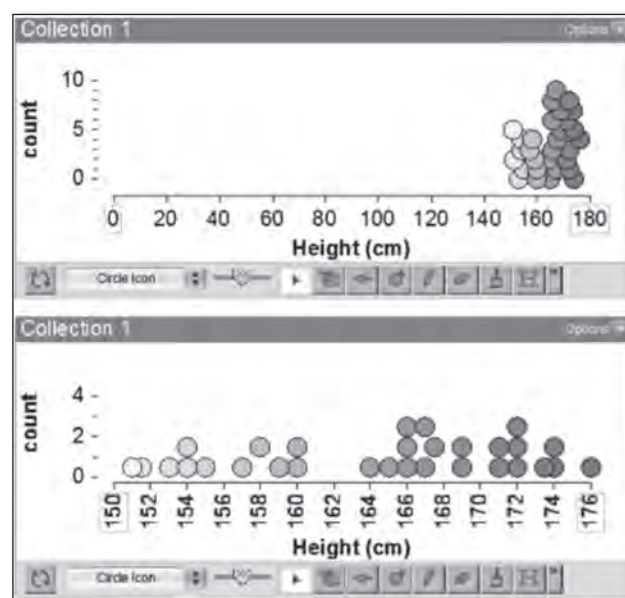 Collection 1 Options
10
count
5
0
0 20 40 60 80 100 120 140 160 180
Height (cm)
Circle Icon
Collection 1 Options
4
count
2
0
150 152 154 156 158 160 162 164 166 168 170 172 174 176
Height (cm)
Circle Icon